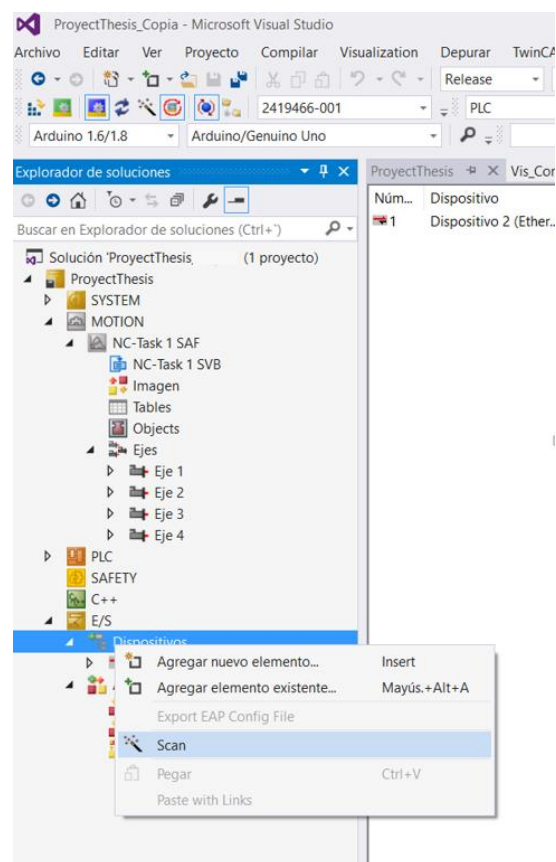 ProyectThesis_Copia - Microsoft Visual Studio
Archivo Editar Ver Proyecto Compilar Visualization Depurar
Release
2419466-001 PLC
Arduino 1.6/1.8 Arduino/Genuino Uno
Explorador de soluciones ProyectThesis
Núm... Dispositivo
Buscar en Explorador de soluciones (Ctrl+´) 1 Dispositivo 2 (Ether...
Solución 'ProyectThesis (1 proyecto)
ProyectThesis
SYSTEM
MOTION
NC-Task 1 SAF
NC-Task 1 SVB
Imagen
Tables
Objects
Ejes
Eje 1
Eje 2
Eje 3
Eje 4
PLC
SAFETY
C++
E/S
Dispositivos
Agregar nuevo elemento... Insert
Agregar elemento existente... Mayús.+Alt+A
Export EAP Config File
Scan
Pegar Ctrl+V
Paste with Links